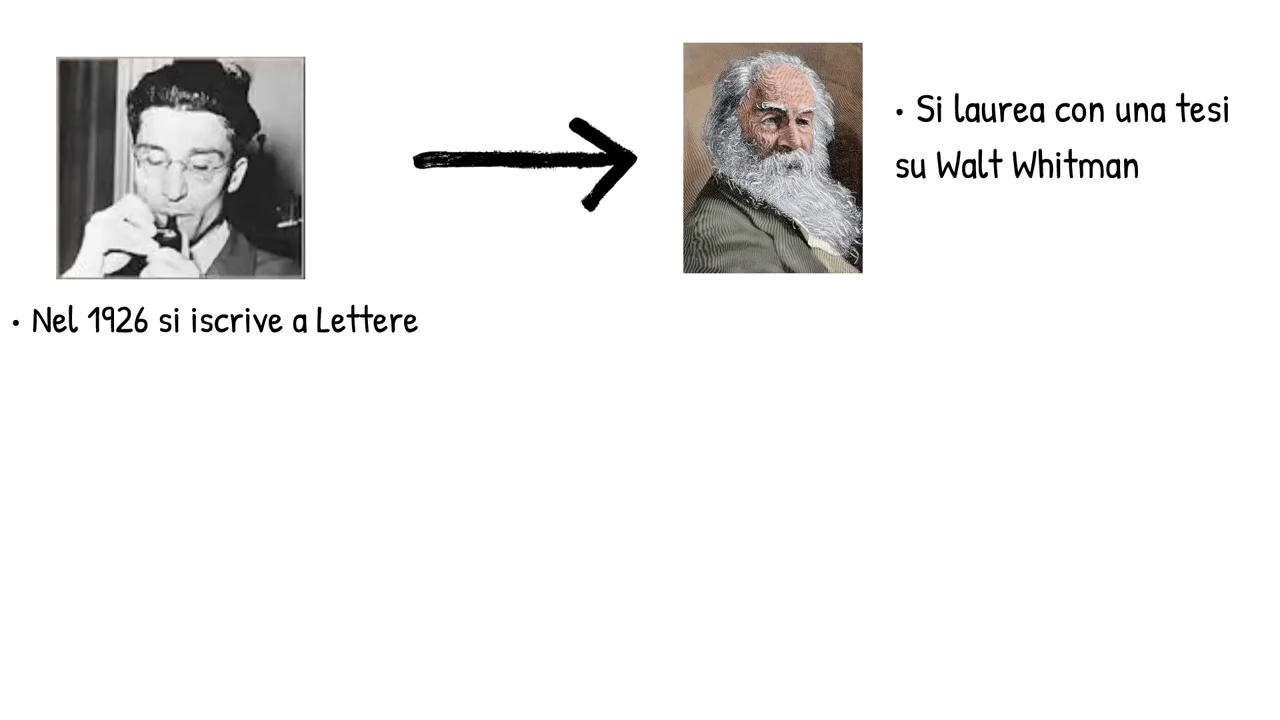 • Si laurea con una tesi
su Walt Whitman
• Nel 1926 si iscrive a Lettere